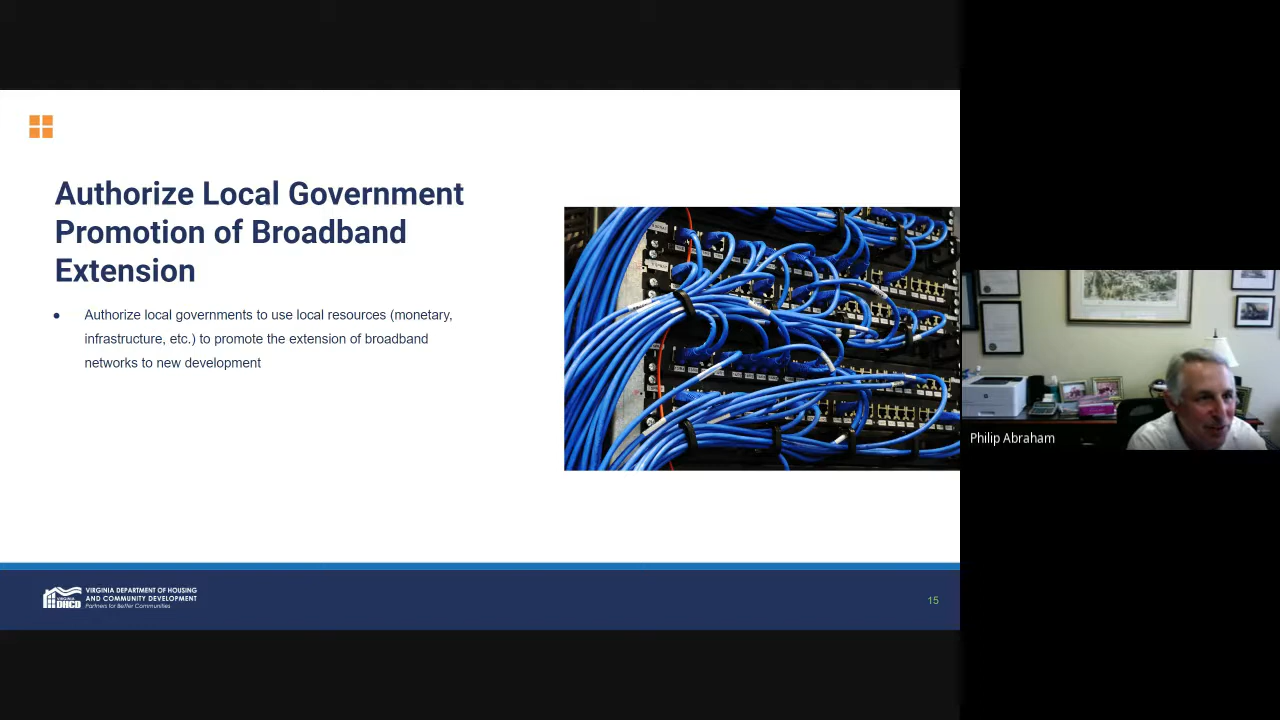 Authorize Local Government
Promotion of Broadband
Extension
● Authorize local governments to use local resources (monetary,
infrastructure, etc.) to promote the extension of broadband
networks to new development
VIRGINIA
DHCD
VIRGINIA DEPARTMENT OF HOUSING
AND COMMUNITY DEVELOPMENT
Partners for Better Communities
15
Philip Abraham